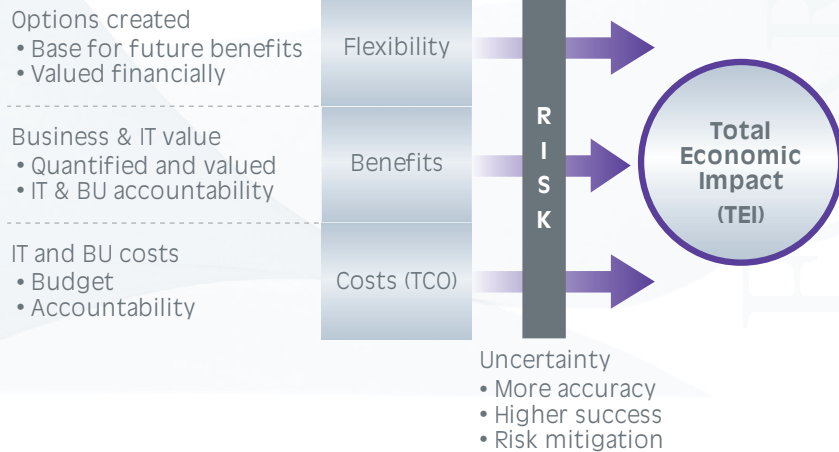 Options created
• Base for future benefits
• Valued financially
Flexibility
Business & IT value
• Quantified and valued
• IT & BU accountability
Benefits
IT and BU costs
• Budget
• Accountability
Costs (TCO)
R
I
S
K
Uncertainty
• More accuracy
• Higher success
• Risk mitigation
Total
Economic
Impact
(TEI)